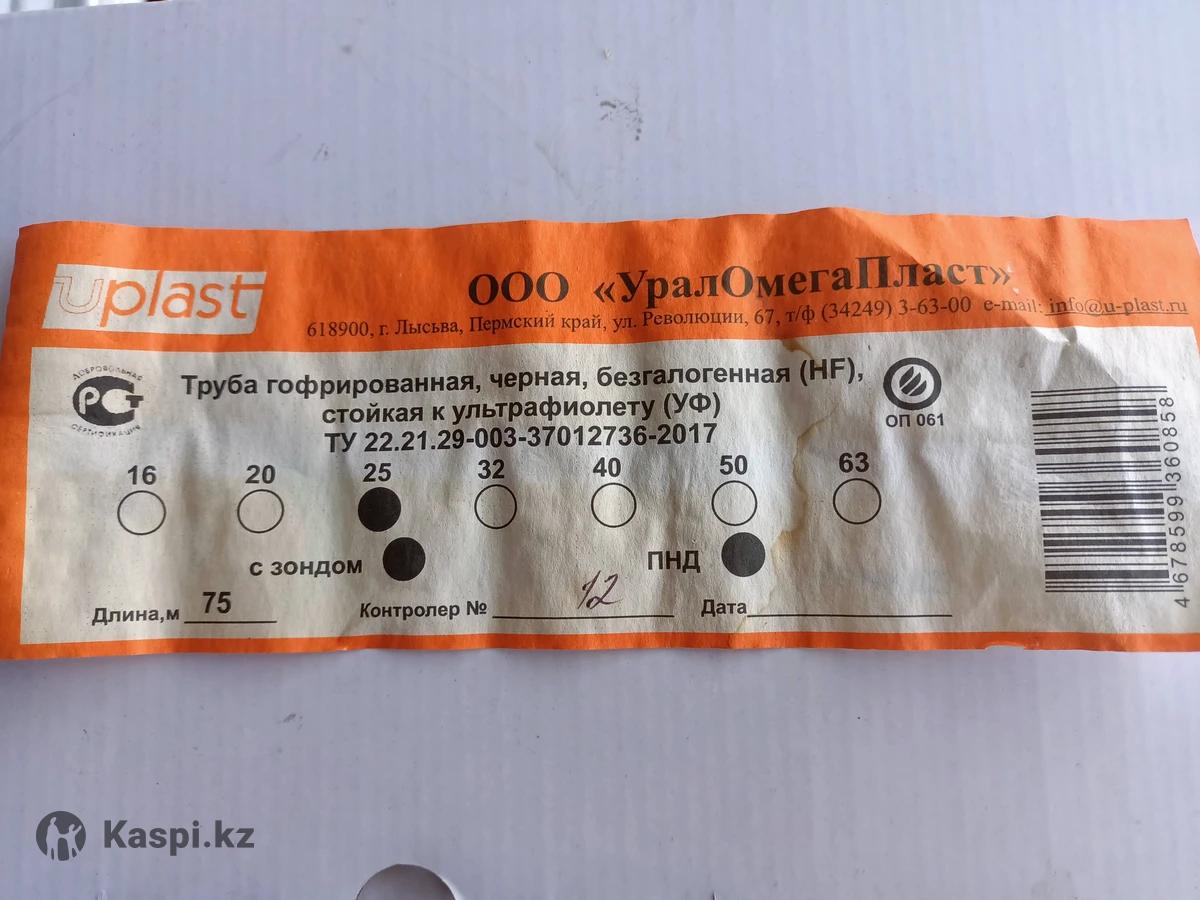 uplast
ООО «УралОмегаПласт»
618900, г. Лысьва, Пермский край, ул. Революции, 67, т/ф (34249) 3-63-00 e-mail: info@u-plast.ru
ДОБРОВОЛЬНАЯ
РСТ
СЕРТИФИКАЦИЯ
Труба гофрированная, черная, безгалогенная (HF),
стойкая к ультрафиолету (УФ)
ТУ 22.21.29-003-37012736-2017
ОП 061
16 20 25 32 40 50 63
с зондом ПНД
Длина,м 75 Контролер № 12 Дата
4 678599 360858
Kaspi.kz